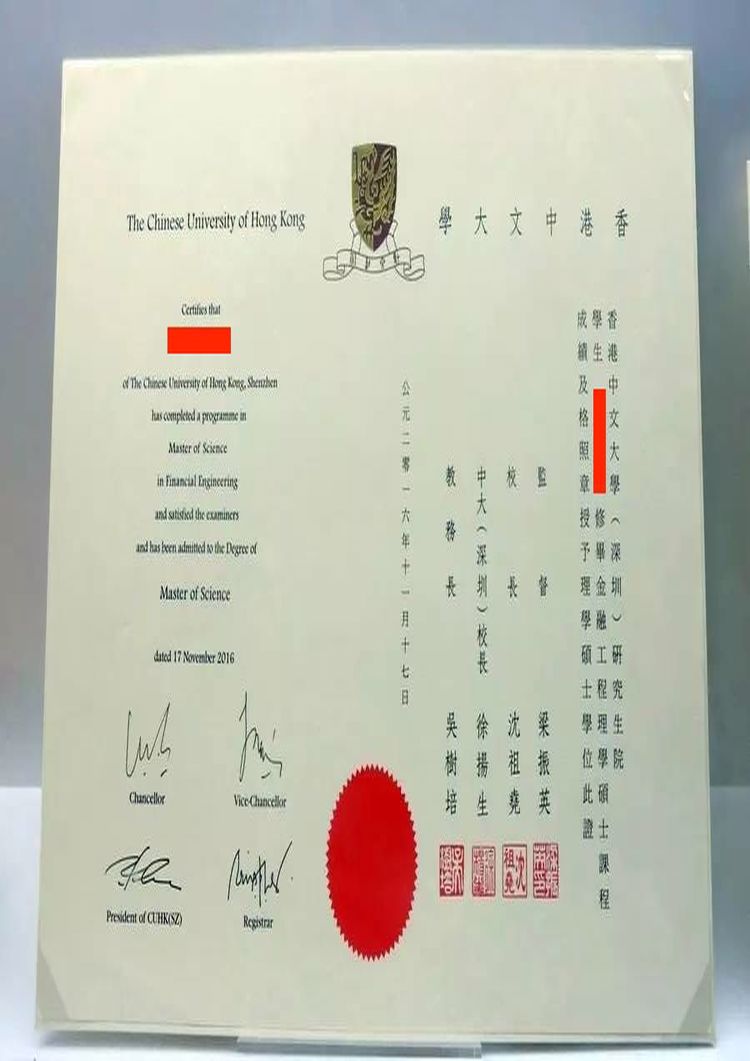 The Chinese University of Hong Kong
學大文中港香
Certifies that
of The Chinese University of Hong Kong, Shenzhen
has completed a programme in
Master of Science
in Financial Engineering
and satisfied the examiners
and has been admitted to the Degree of
Master of Science
dated 17 November 2016
Chancellor
Vice-Chancellor
President of CUHK(SZ)
Registrar
香港中文大學（深圳）研究生院
學生 修畢金融工程理學碩士課程
成績及格照章授予理學碩士學位此證
監督 梁振英
校長 沈祖堯
中大（深圳）校長 徐揚生
教務長 吳樹培
公元二零一六年十一月十七日